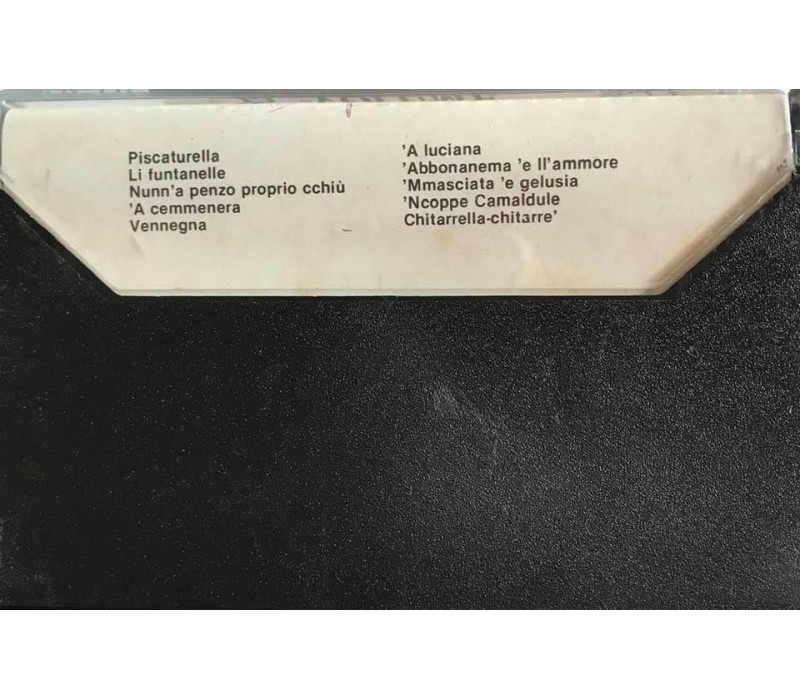 Piscaturella
Li funtanelle
Nunn'a penzo proprio cchiù
'A cemmenera
Vennegna
'A luciana
'Abbonanema 'e ll'ammore
'Mmasciata 'e gelusia
'Ncoppe Camaldule
Chitarrella-chitarre'